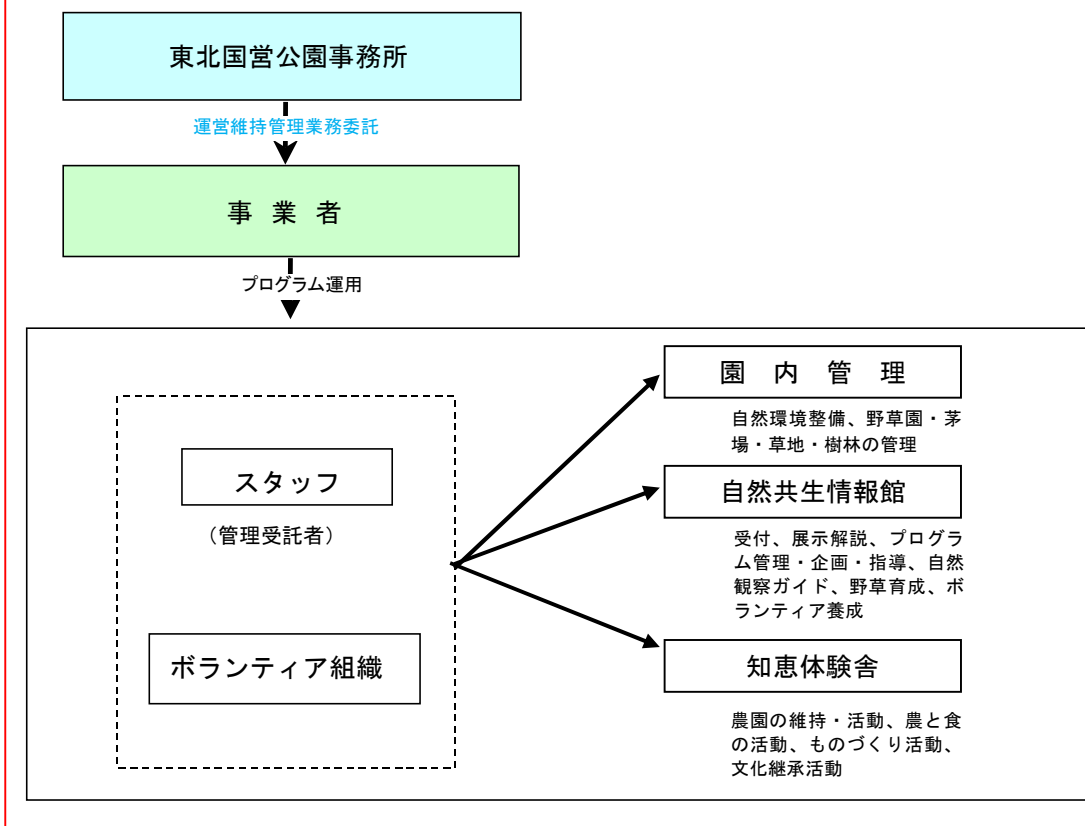 東北国営公園事務所
運営維持管理業務委託
事 業 者
プログラム運用
スタッフ
（管理受託者）
ボランティア組織
園 内 管 理
自然環境整備、野草園・茅
場・草地・樹林の管理
自然共生情報館
受付、展示解説、プログラ
ム管理・企画・指導、自然
観察ガイド、野草育成、ボ
ランティア養成
知恵体験舎
農園の維持・活動、農と食
の活動、ものづくり活動、
文化継承活動